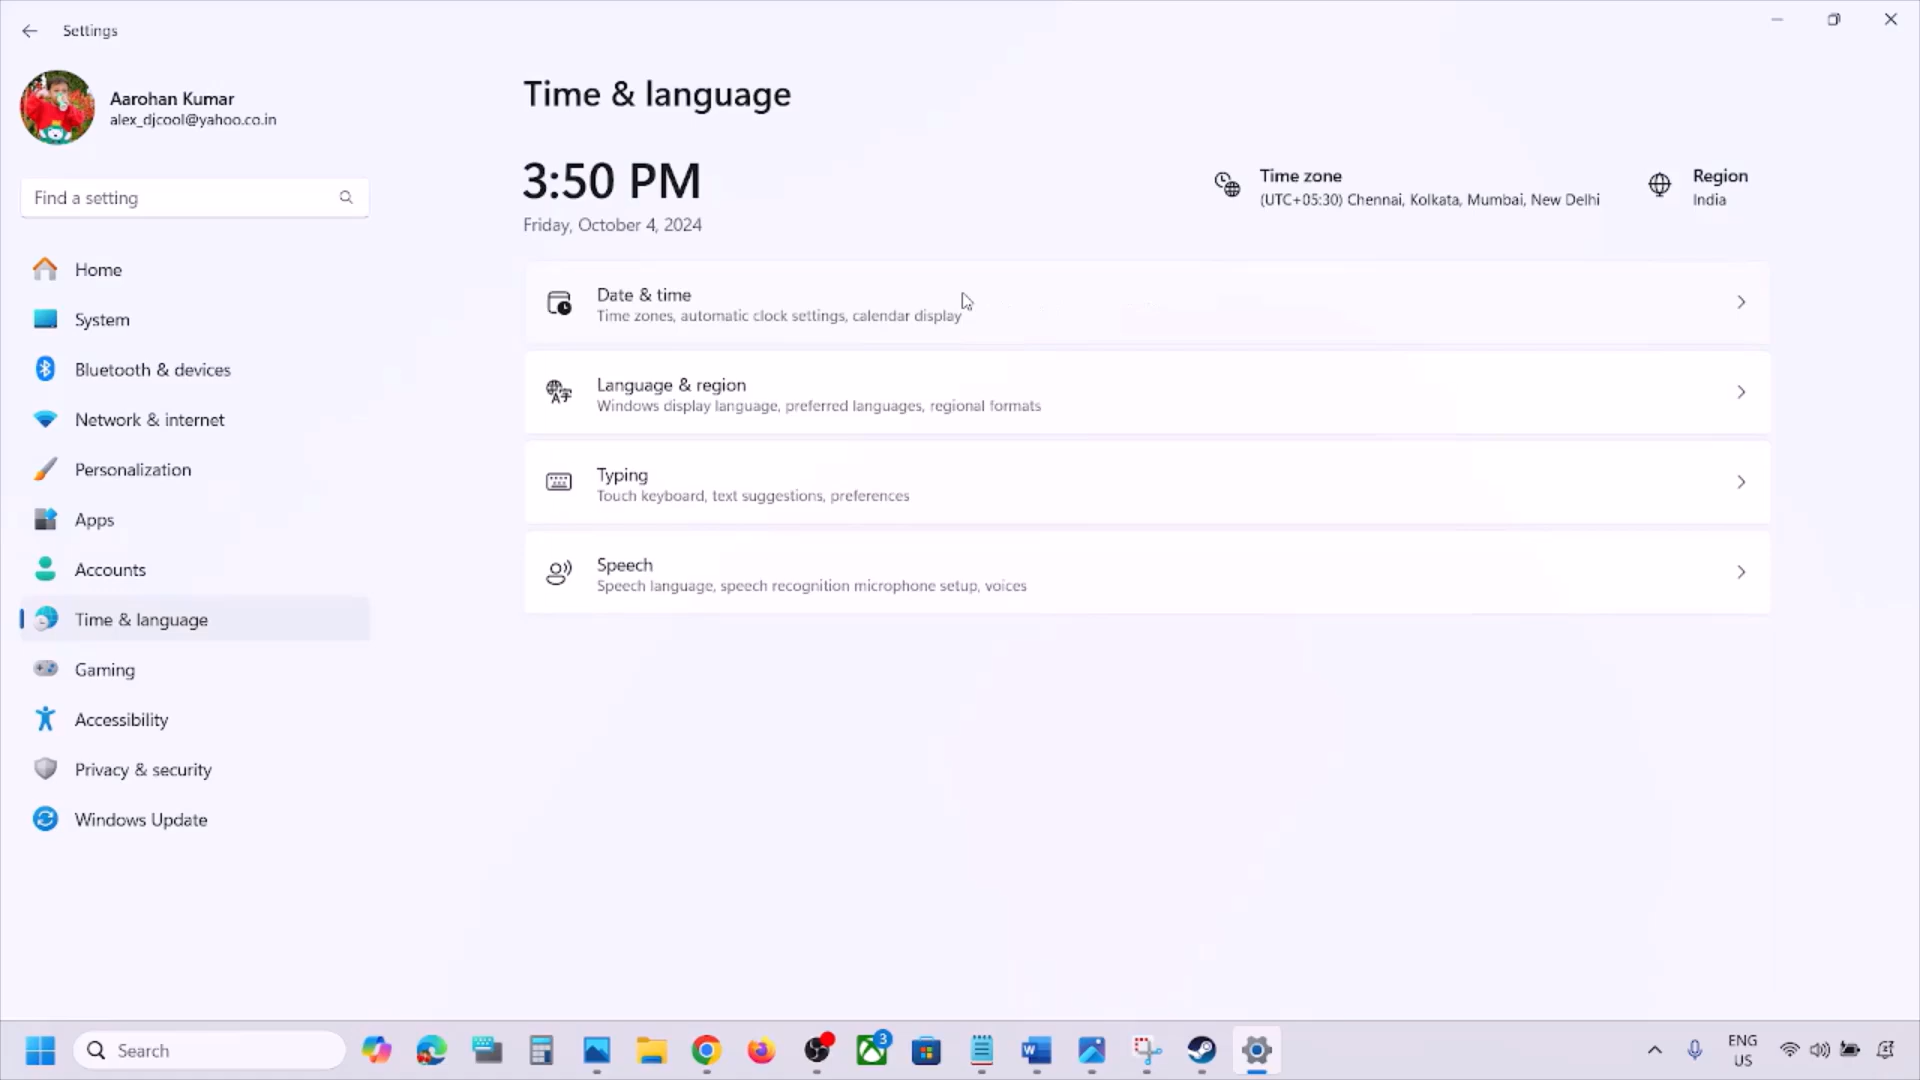 Settings
Aarohan Kumar
alex_djcool@yahoo.co.in
Find a setting
Home
System
Bluetooth & devices
Network & internet
Personalization
Apps
Accounts
Time & language
Gaming
Accessibility
Privacy & security
Windows Update
Time & language
3:50 PM
Friday, October 4, 2024
Time zone
(UTC+05:30) Chennai, Kolkata, Mumbai, New Delhi
Region
India
Date & time
Time zones, automatic clock settings, calendar display
Language & region
Windows display language, preferred languages, regional formats
Typing
Touch keyboard, text suggestions, preferences
Speech
Speech language, speech recognition microphone setup, voices
Search
3
ENG
US